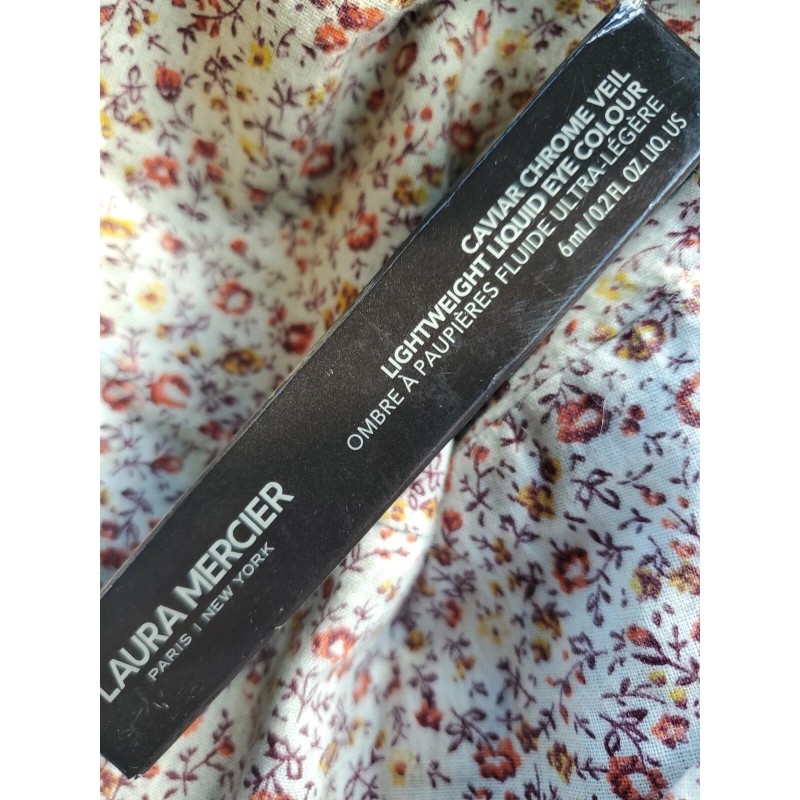 CAVIAR CHROME VEIL
LIGHTWEIGHT LIQUID EYE COLOUR
OMBRE À PAUPIÈRES FLUIDE ULTRA-LÉGÈRE
6mL/0.2 FL. OZ. LIQ. US
LAURA MERCIER
PARIS | NEW YORK